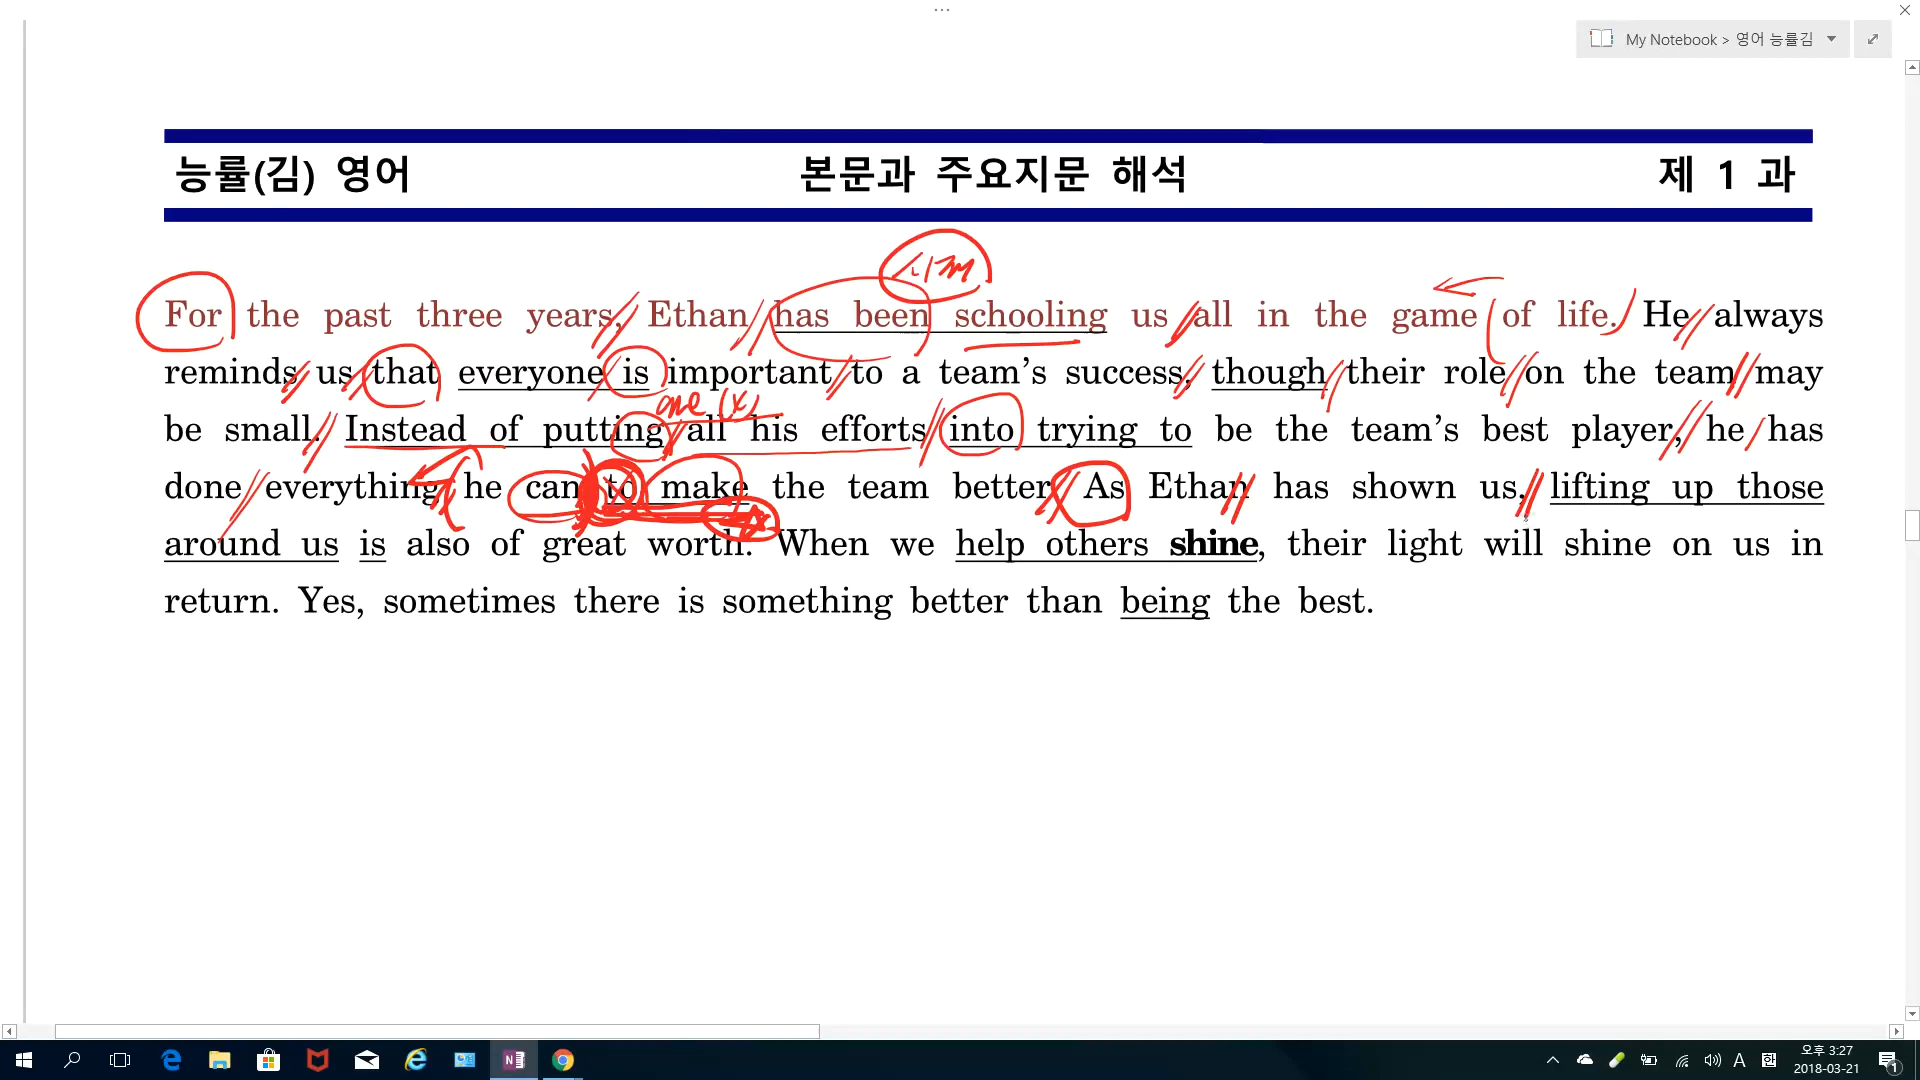 My Notebook > 영어 능률김
능률(김) 영어 본문과 주요지문 해석 제 1 과
시제
For the past three years, Ethan has been schooling us all in the game of life. He always
reminds us that everyone is important to a team's success, though their role on the team may
one (x)
be small. Instead of putting all his efforts into trying to be the team's best player, he has
done everything he can to make the team better. As Ethan has shown us, lifting up those
around us is also of great worth. When we help others shine, their light will shine on us in
return. Yes, sometimes there is something better than being the best.
A 한 오후 3:27
2018-03-21
1